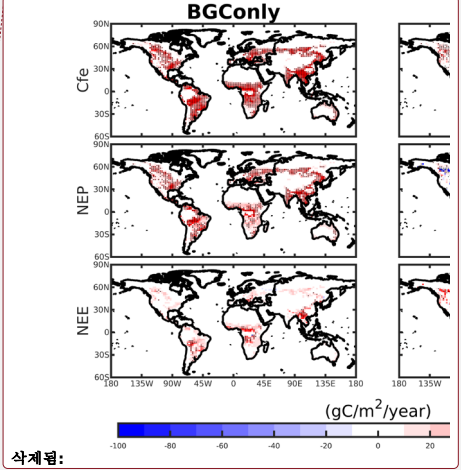 BGConly
90N
60N
Cfe
30N
0
30S
60S
90N
60N
NEP
30N
0
30S
60S
90N
60N
NEE
30N
0
30S
60S
180 135W 90W 45W 0 45E 90E 135E 180 180 135W
(gC/m²/year)
-100 -80 -60 -40 -20 0 20
삭제됨: